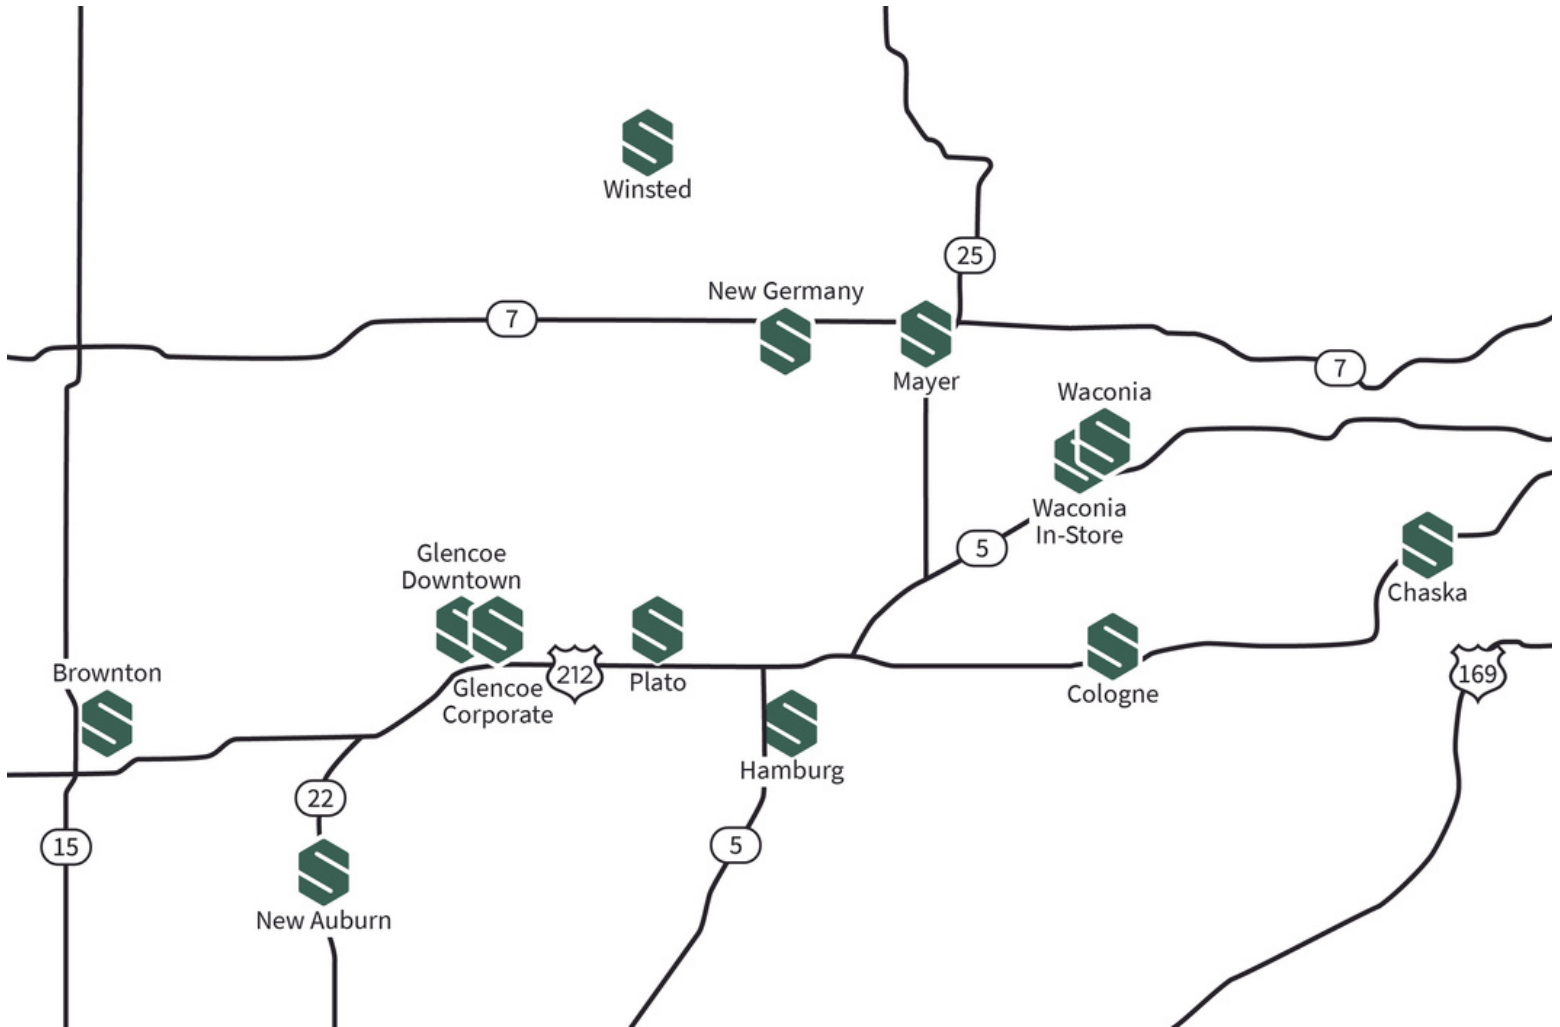 Winsted
25
New Germany
7
Mayer
7
Waconia
Waconia
In-Store
5
Glencoe
Downtown
Chaska
Brownton
Glencoe
Corporate
212
Plato
Cologne
169
Hamburg
22
15
5
New Auburn